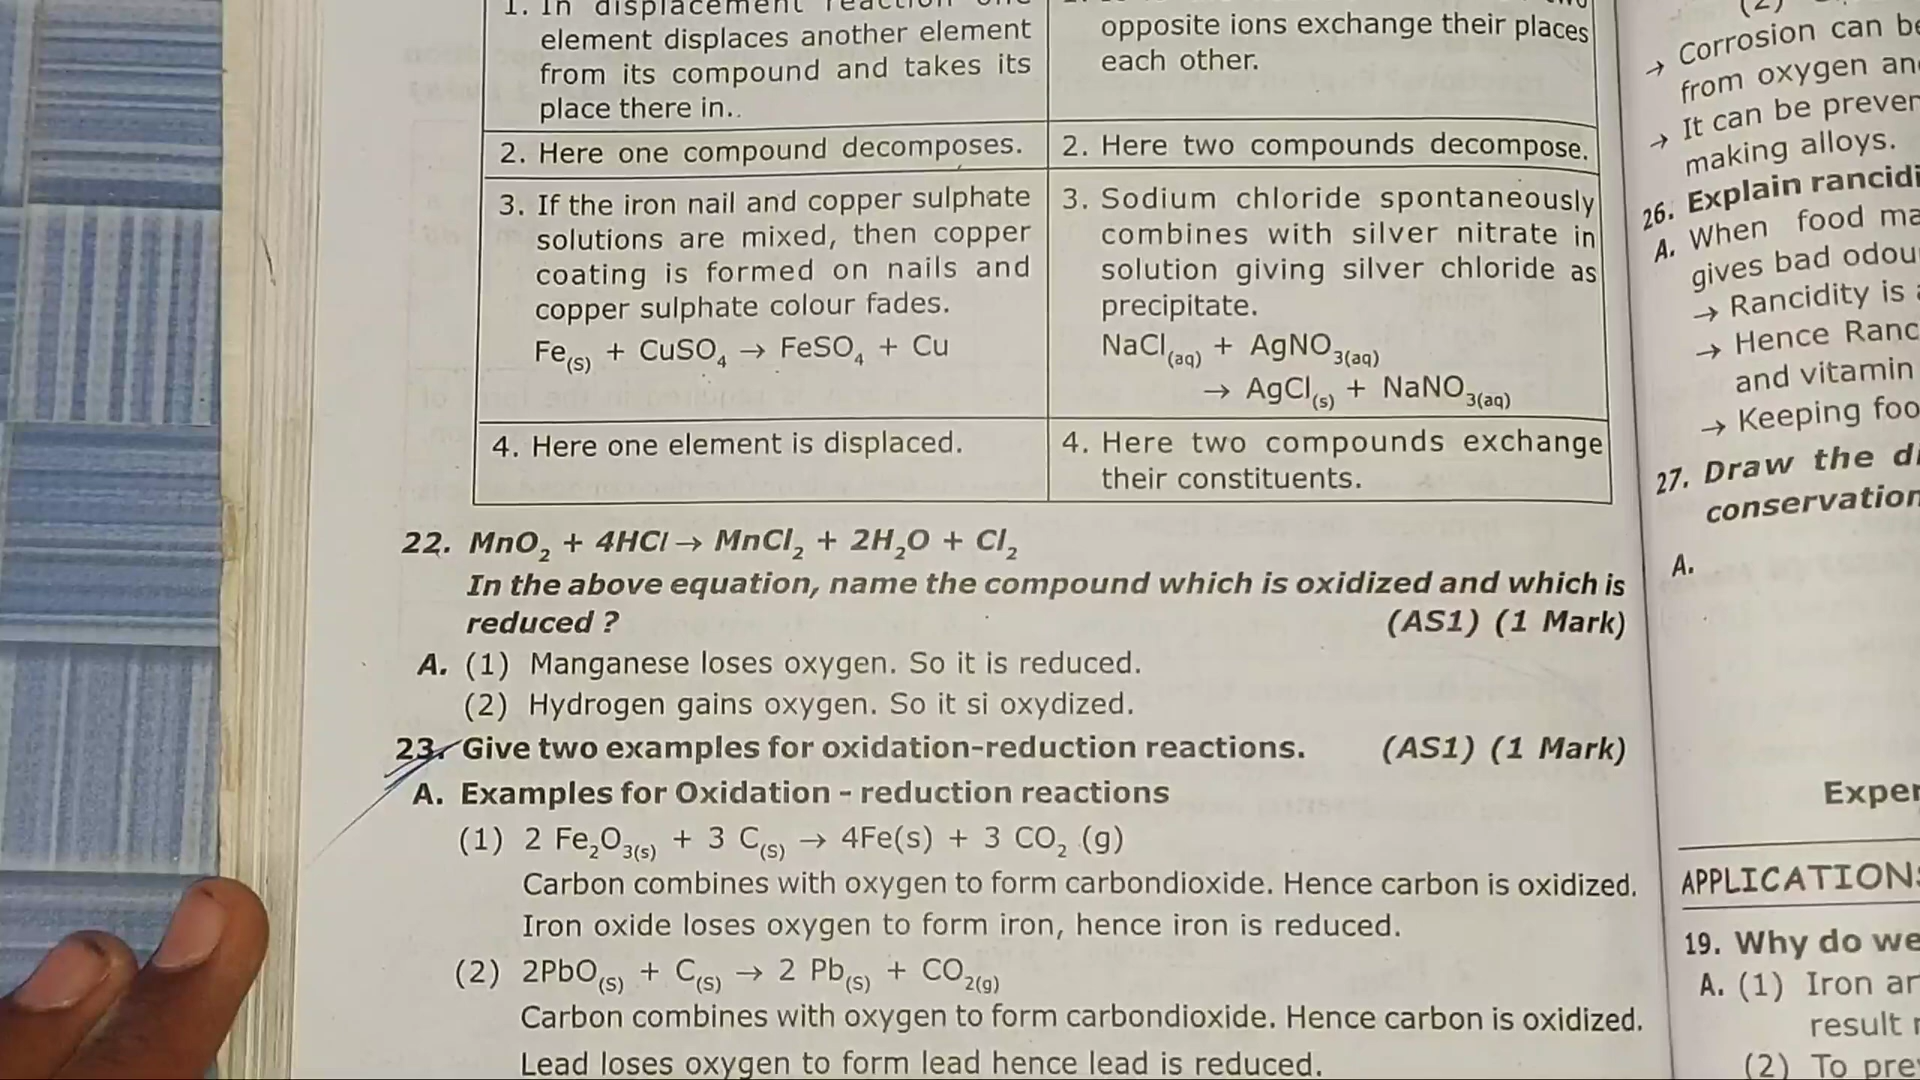 1. In displacement reaction one
element displaces another element
from its compound and takes its
place there in..
opposite ions exchange their places
each other.
2. Here one compound decomposes.
2. Here two compounds decompose.
3. If the iron nail and copper sulphate
solutions are mixed, then copper
coating is formed on nails and
copper sulphate colour fades.
Fe(s) + CuSO4 → FeSO4 + Cu
3. Sodium chloride spontaneously
combines with silver nitrate in
solution giving silver chloride as
precipitate.
NaCl(aq) + AgNO3(aq)
→ AgCl(s) + NaNO3(aq)
4. Here one element is displaced.
4. Here two compounds exchange
their constituents.
22. MnO2 + 4HCl → MnCl2 + 2H2O + Cl2
In the above equation, name the compound which is oxidized and which is
reduced ? (AS1) (1 Mark)
A. (1) Manganese loses oxygen. So it is reduced.
(2) Hydrogen gains oxygen. So it si oxydized.
23. Give two examples for oxidation-reduction reactions. (AS1) (1 Mark)
A. Examples for Oxidation - reduction reactions
(1) 2 Fe2O3(s) + 3 C(s) → 4Fe(s) + 3 CO2 (g)
Carbon combines with oxygen to form carbondioxide. Hence carbon is oxidized.
Iron oxide loses oxygen to form iron, hence iron is reduced.
(2) 2PbO(s) + C(s) → 2 Pb(s) + CO2(g)
Carbon combines with oxygen to form carbondioxide. Hence carbon is oxidized.
Lead loses oxygen to form lead hence lead is reduced.
(2)
→ Corrosion can be
from oxygen an
→ It can be preven
making alloys.
26. Explain rancidi
A. When food ma
gives bad odou
→ Rancidity is
→ Hence Ranc
and vitamin
→ Keeping foo
27. Draw the di
conservation
A.
Exper
APPLICATIONS
19. Why do we
A. (1) Iron ar
result
(2) To pre